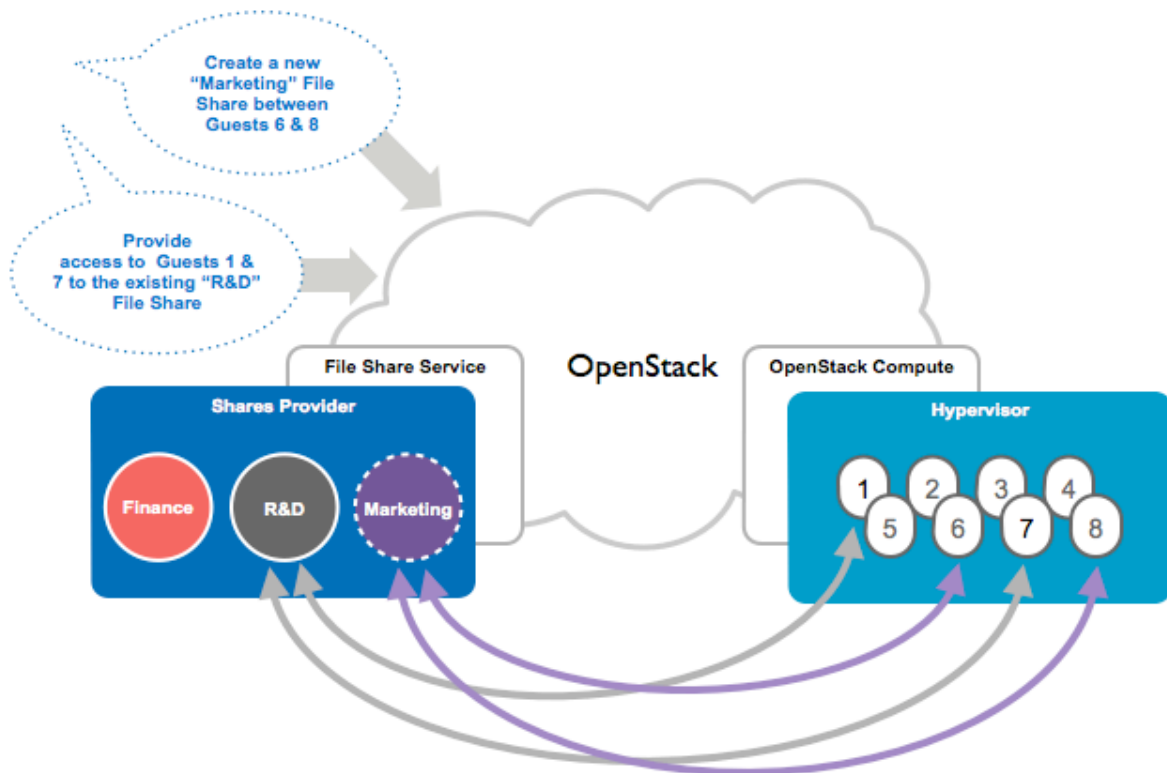 Create a new
“Marketing” File
Share between
Guests 6 & 8
Provide
access to  Guests 1 &
7 to the existing “R&D”
File Share
File Share Service
OpenStack
OpenStack Compute
Shares Provider
Hypervisor
Finance
R&D
Marketing
1
2
3
4
5
6
7
8